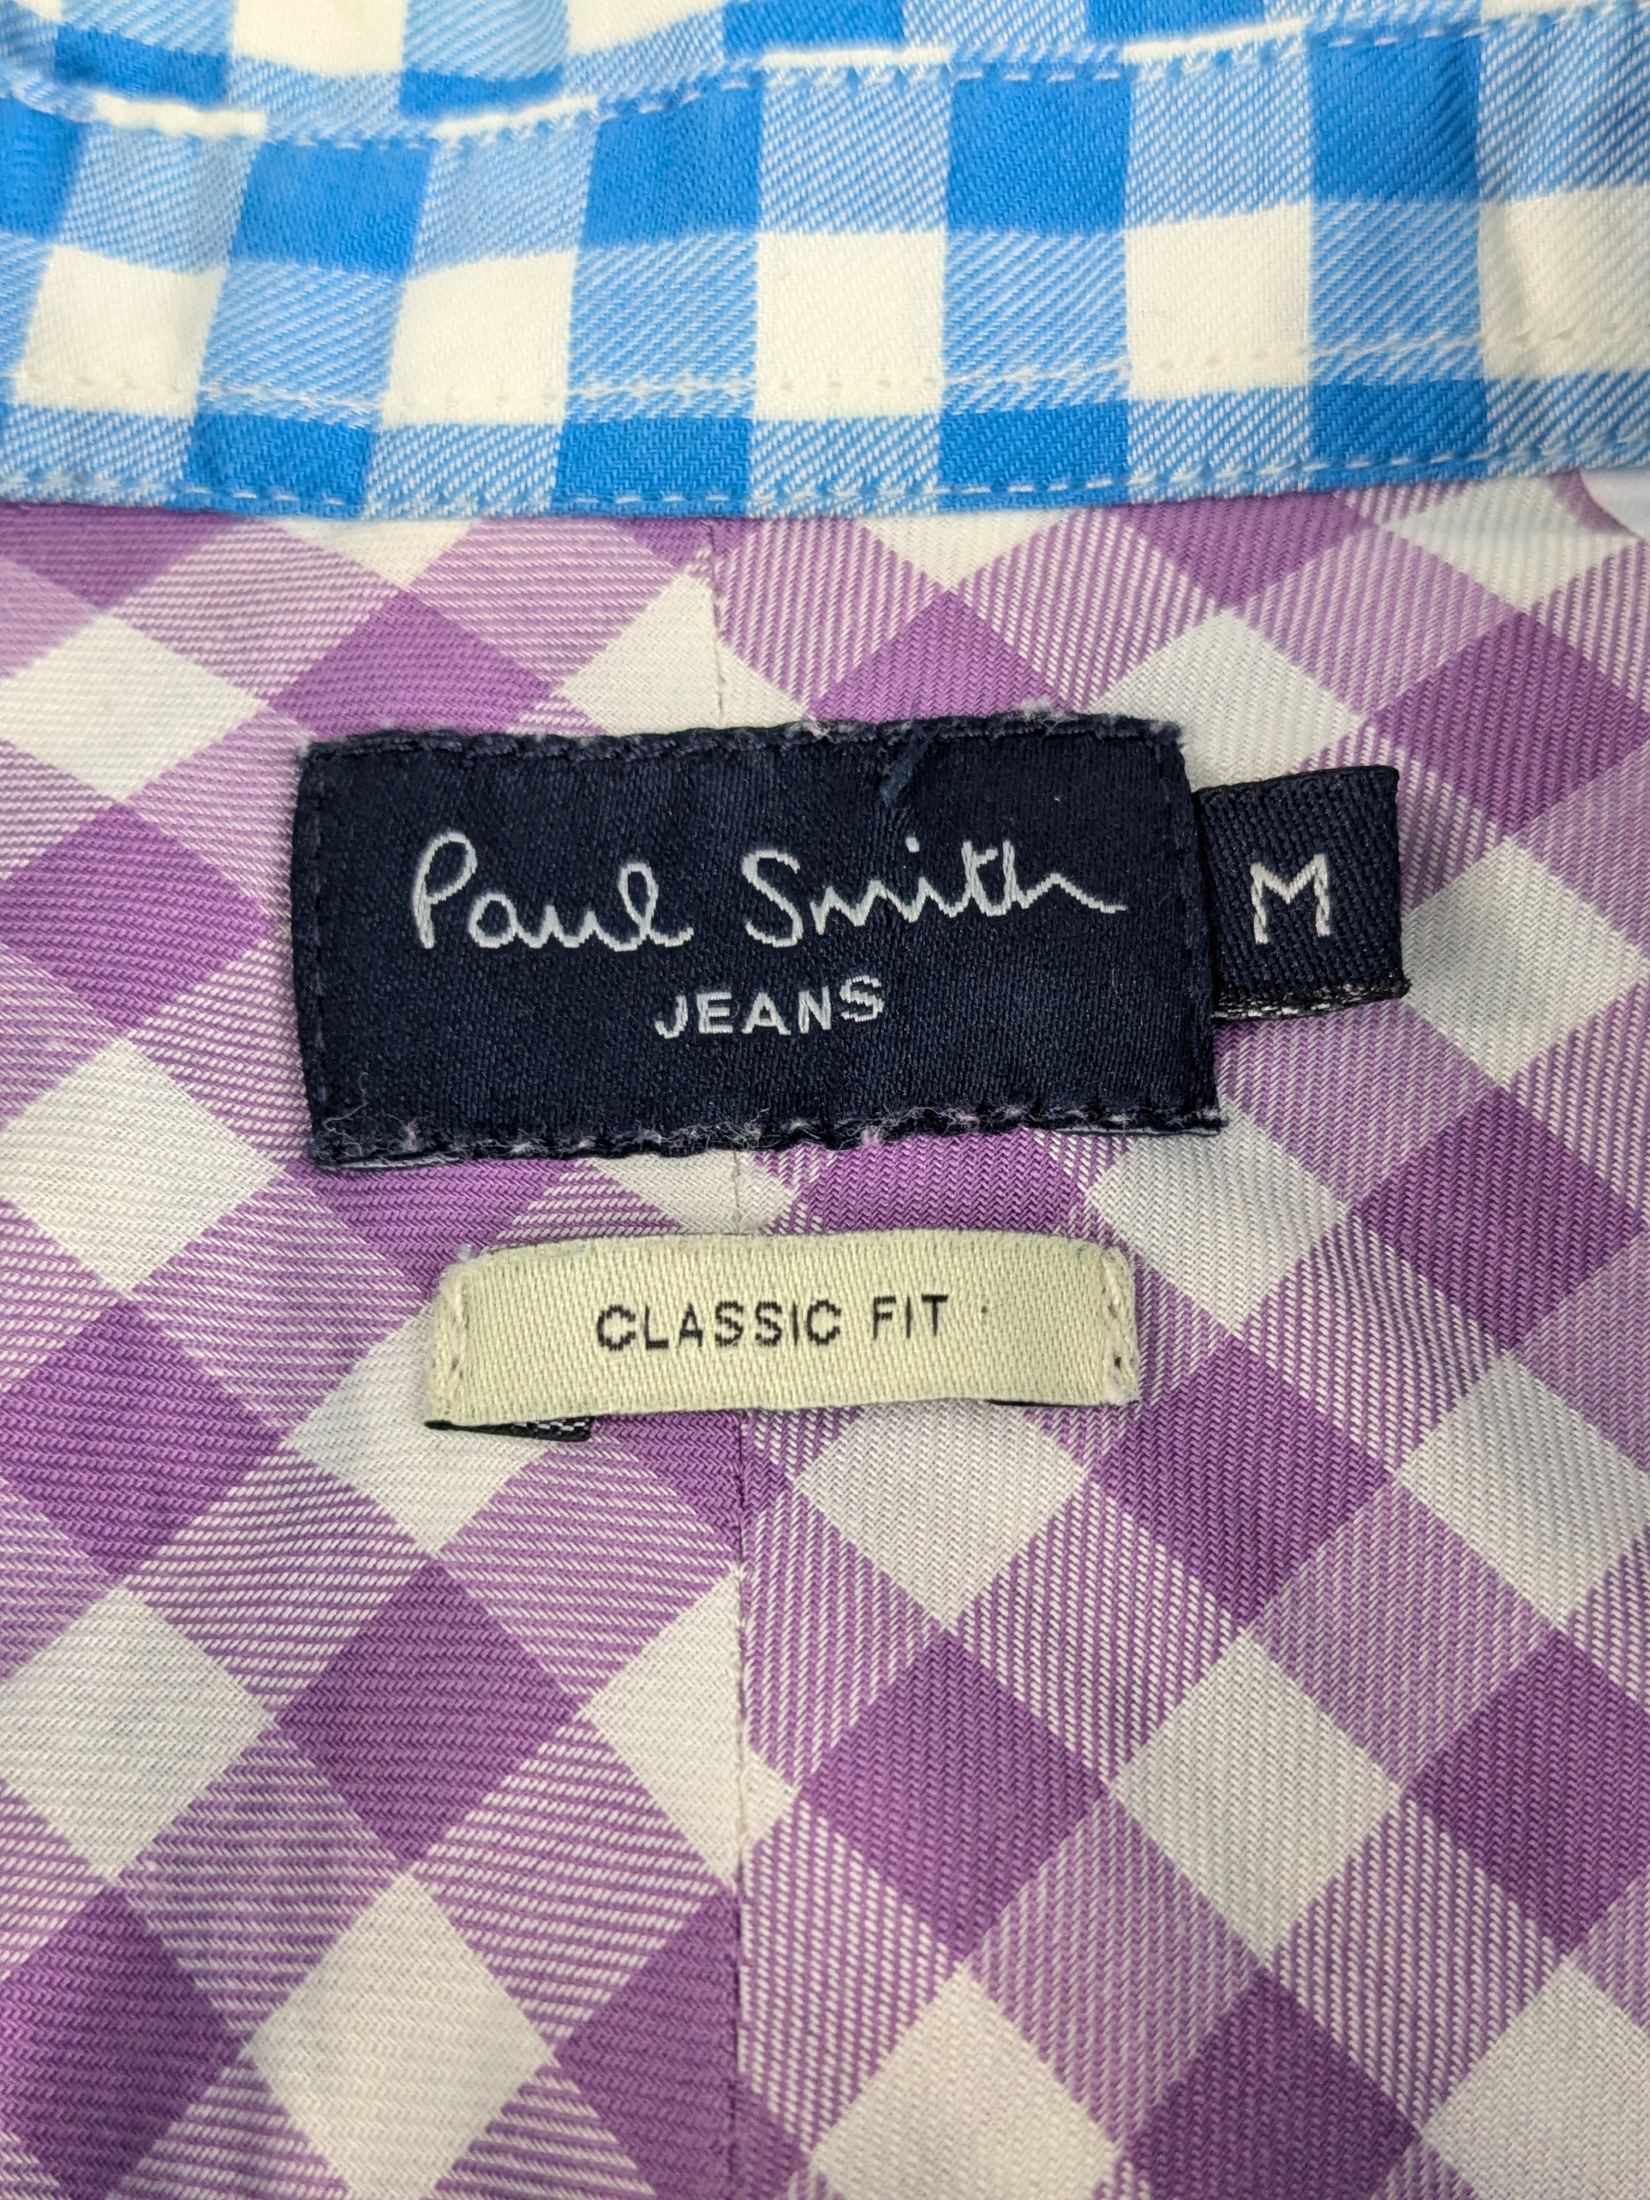 Paul Smith
JEANS
M
CLASSIC FIT